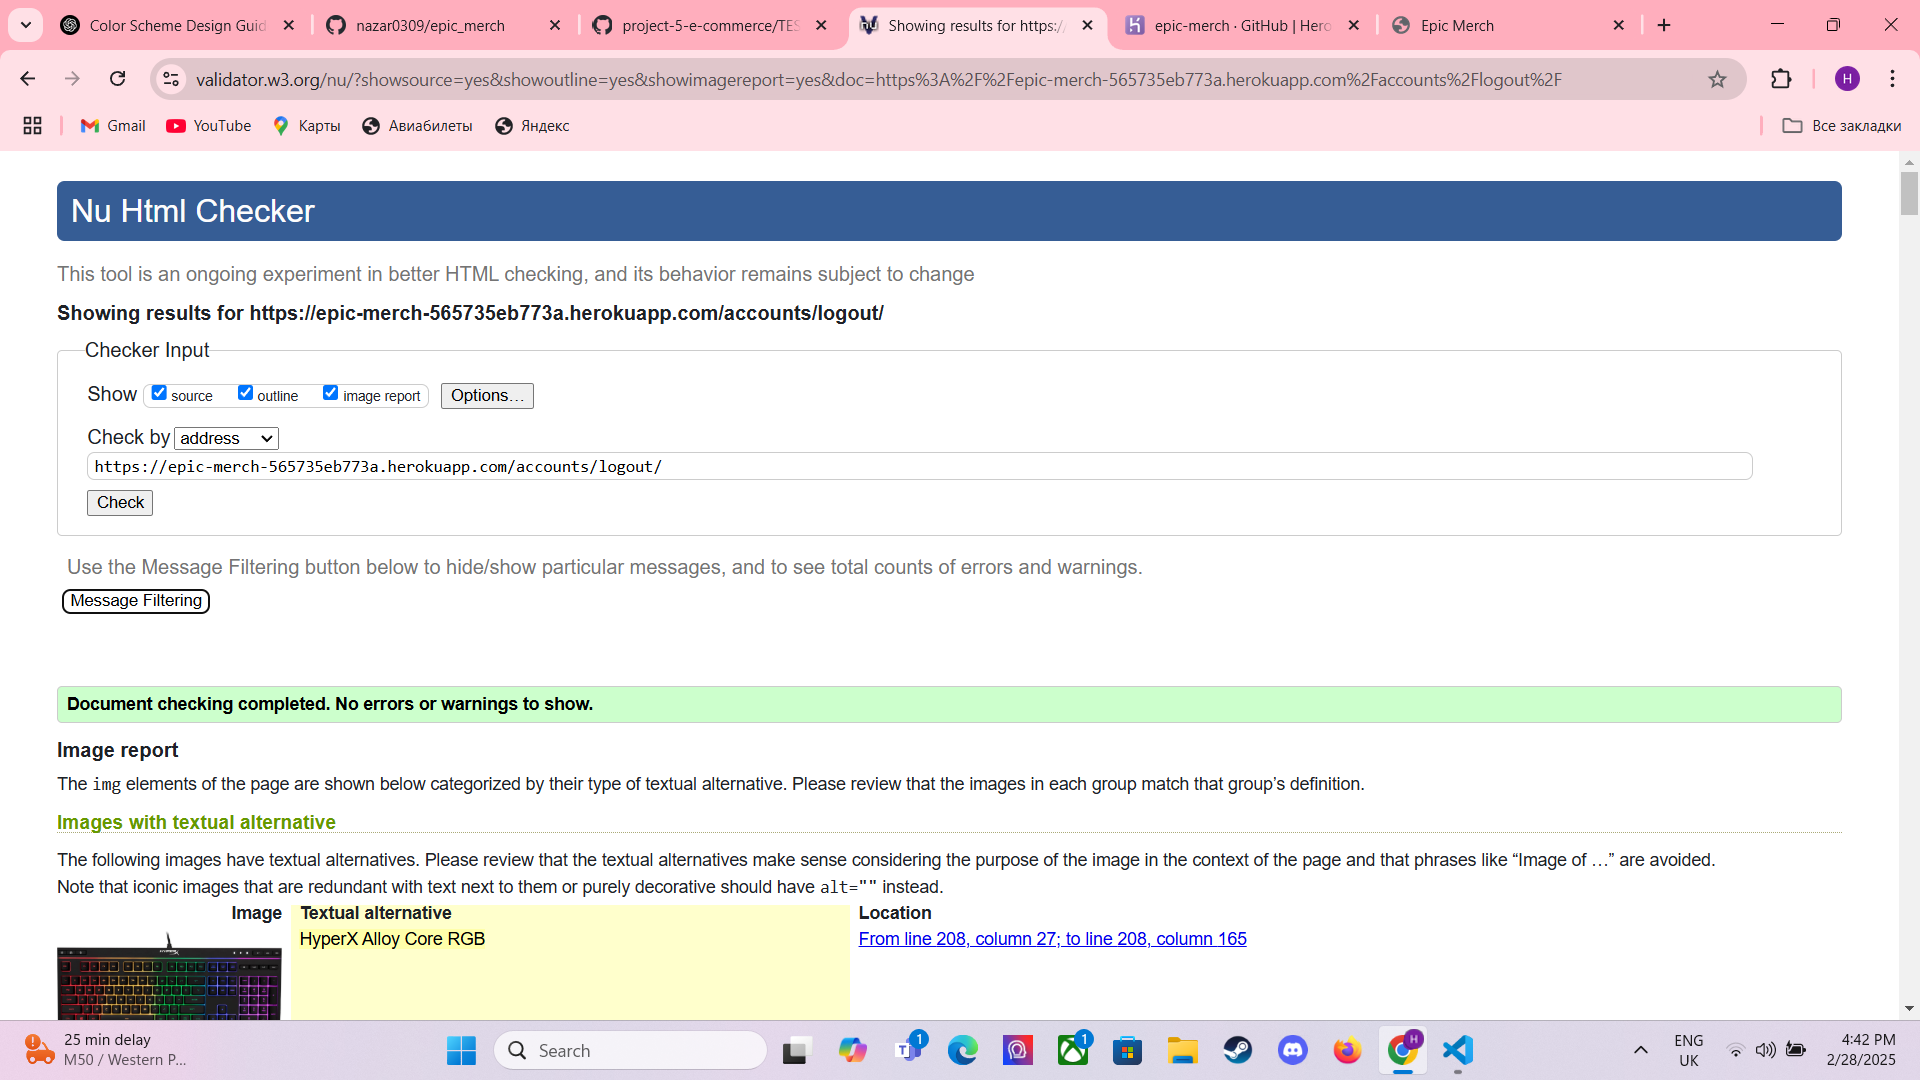 Color Scheme Design Guid
nazar0309/epic_merch
project-5-e-commerce/TES
Showing results for https:/
epic-merch · GitHub | Hero
Epic Merch
validator.w3.org/nu/?showsource=yes&showoutline=yes&showimagereport=yes&doc=https%3A%2F%2Fepic-merch-565735eb773a.herokuapp.com%2Faccounts%2Flogout%2F
H
Gmail
YouTube
Карты
Авиабилеты
Яндекс
Все закладки
Nu Html Checker
This tool is an ongoing experiment in better HTML checking, and its behavior remains subject to change
Showing results for https://epic-merch-565735eb773a.herokuapp.com/accounts/logout/
Checker Input
Show source outline image report Options…
Check by address
https://epic-merch-565735eb773a.herokuapp.com/accounts/logout/
Check
Use the Message Filtering button below to hide/show particular messages, and to see total counts of errors and warnings.
Message Filtering
Document checking completed. No errors or warnings to show.
Image report
The img elements of the page are shown below categorized by their type of textual alternative. Please review that the images in each group match that group’s definition.
Images with textual alternative
The following images have textual alternatives. Please review that the textual alternatives make sense considering the purpose of the image in the context of the page and that phrases like “Image of …” are avoided.
Note that iconic images that are redundant with text next to them or purely decorative should have alt="" instead.
Image Textual alternative Location
HyperX Alloy Core RGB From line 208, column 27; to line 208, column 165
25 min delay
M50 / Western P...
Search
1
1
H
ENG
UK
4:42 PM
2/28/2025